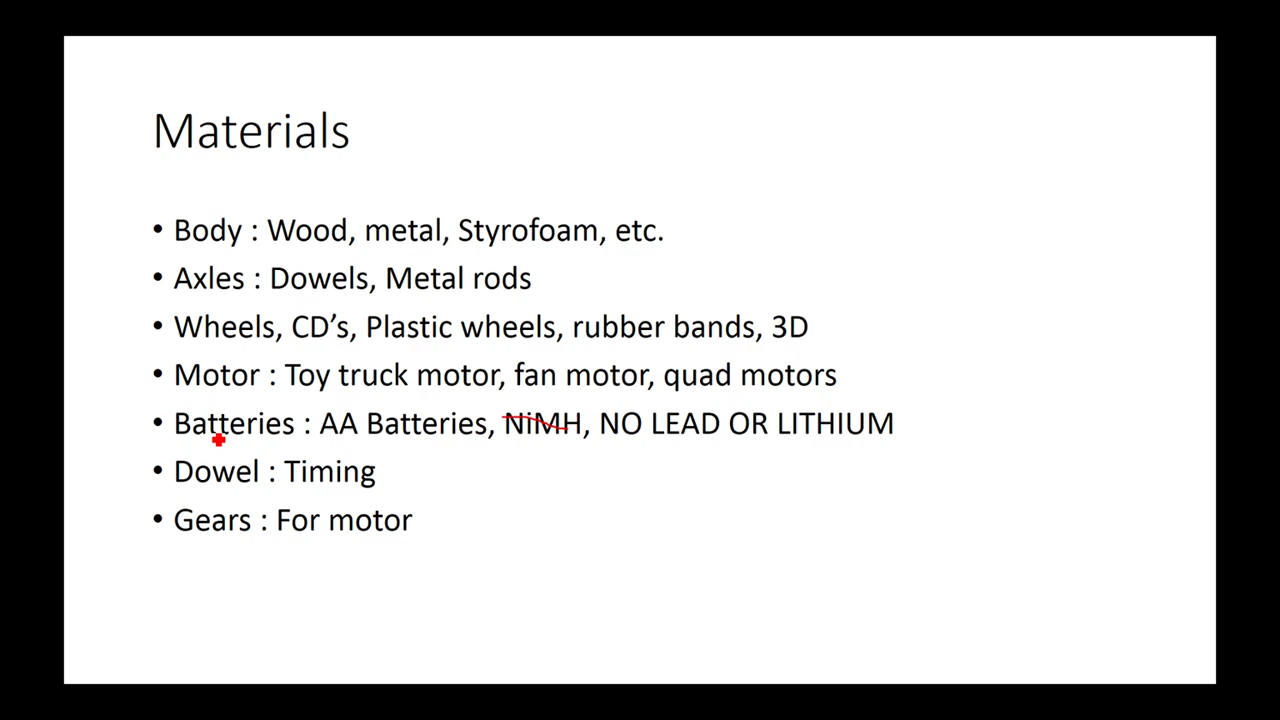 Materials
• Body : Wood, metal, Styrofoam, etc.
• Axles : Dowels, Metal rods
• Wheels, CD’s, Plastic wheels, rubber bands, 3D
• Motor : Toy truck motor, fan motor, quad motors
• Batteries : AA Batteries, NiMH, NO LEAD OR LITHIUM
• Dowel : Timing
• Gears : For motor